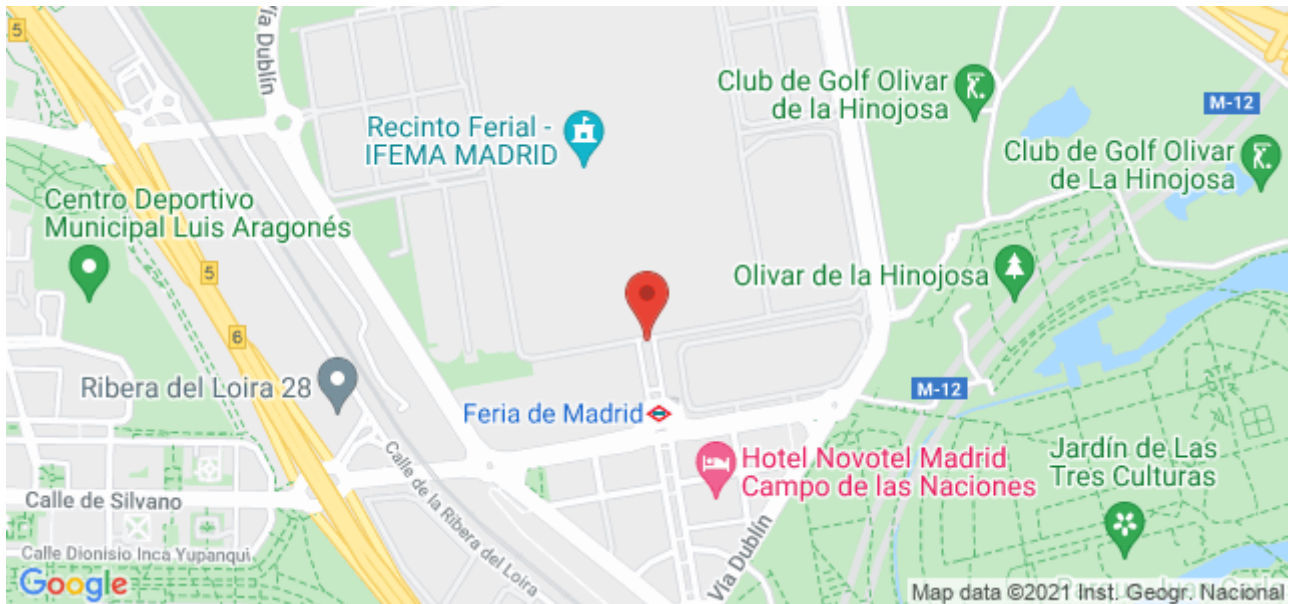 5
Vía Dublín
Club de Golf Olivar
de la Hinojosa
M-12
Recinto Ferial -
IFEMA MADRID
Club de Golf Olivar
de La Hinojosa
Centro Deportivo
Municipal Luis Aragonés
5
Olivar de la Hinojosa
6
Ribera del Loira 28
M-12
Feria de Madrid
Hotel Novotel Madrid
Campo de las Naciones
Jardín de Las
Tres Culturas
Calle de Silvano
Calle de la Ribera del Loira
Calle Dionisio Inca Yupanqui
Vía Dublín
Google
Map data ©2021 Inst. Geogr. Nacional